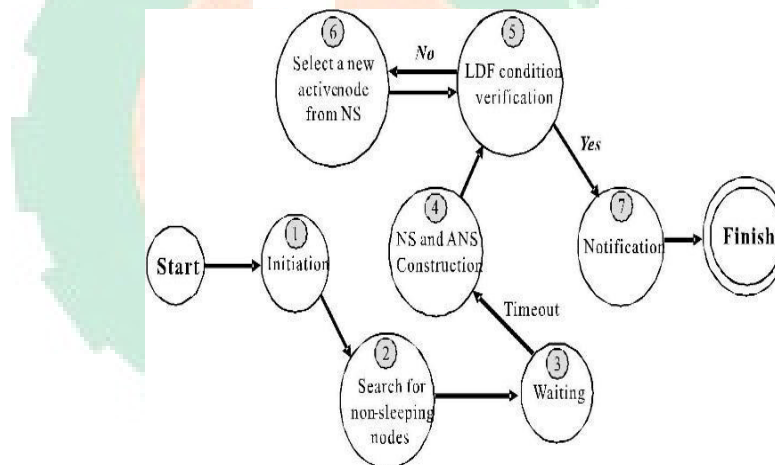 6
Select a new
activenode
from NS
No
5
LDF condition
verification
Yes
Start
1
Initiation
4
NS and ANS
Construction
7
Notification
Finish
Timeout
2
Search for
non-sleeping
nodes
3
Waiting